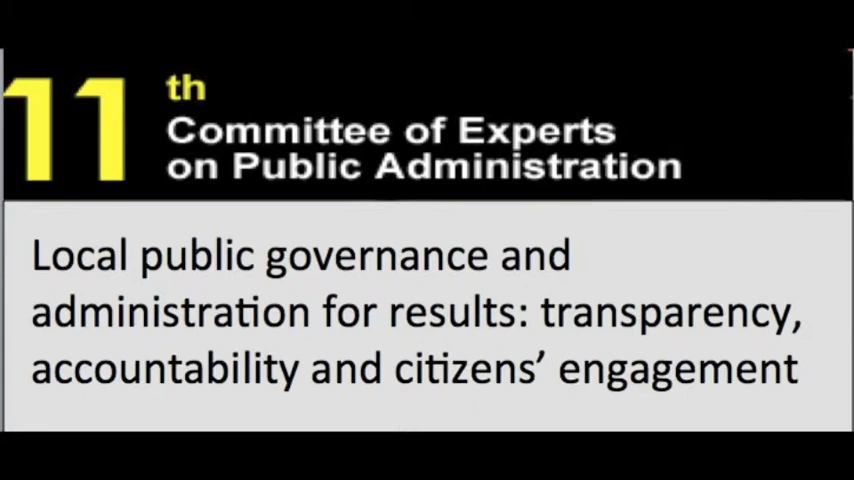 11th
Committee of Experts
on Public Administration
Local public governance and
administration for results: transparency,
accountability and citizens’ engagement